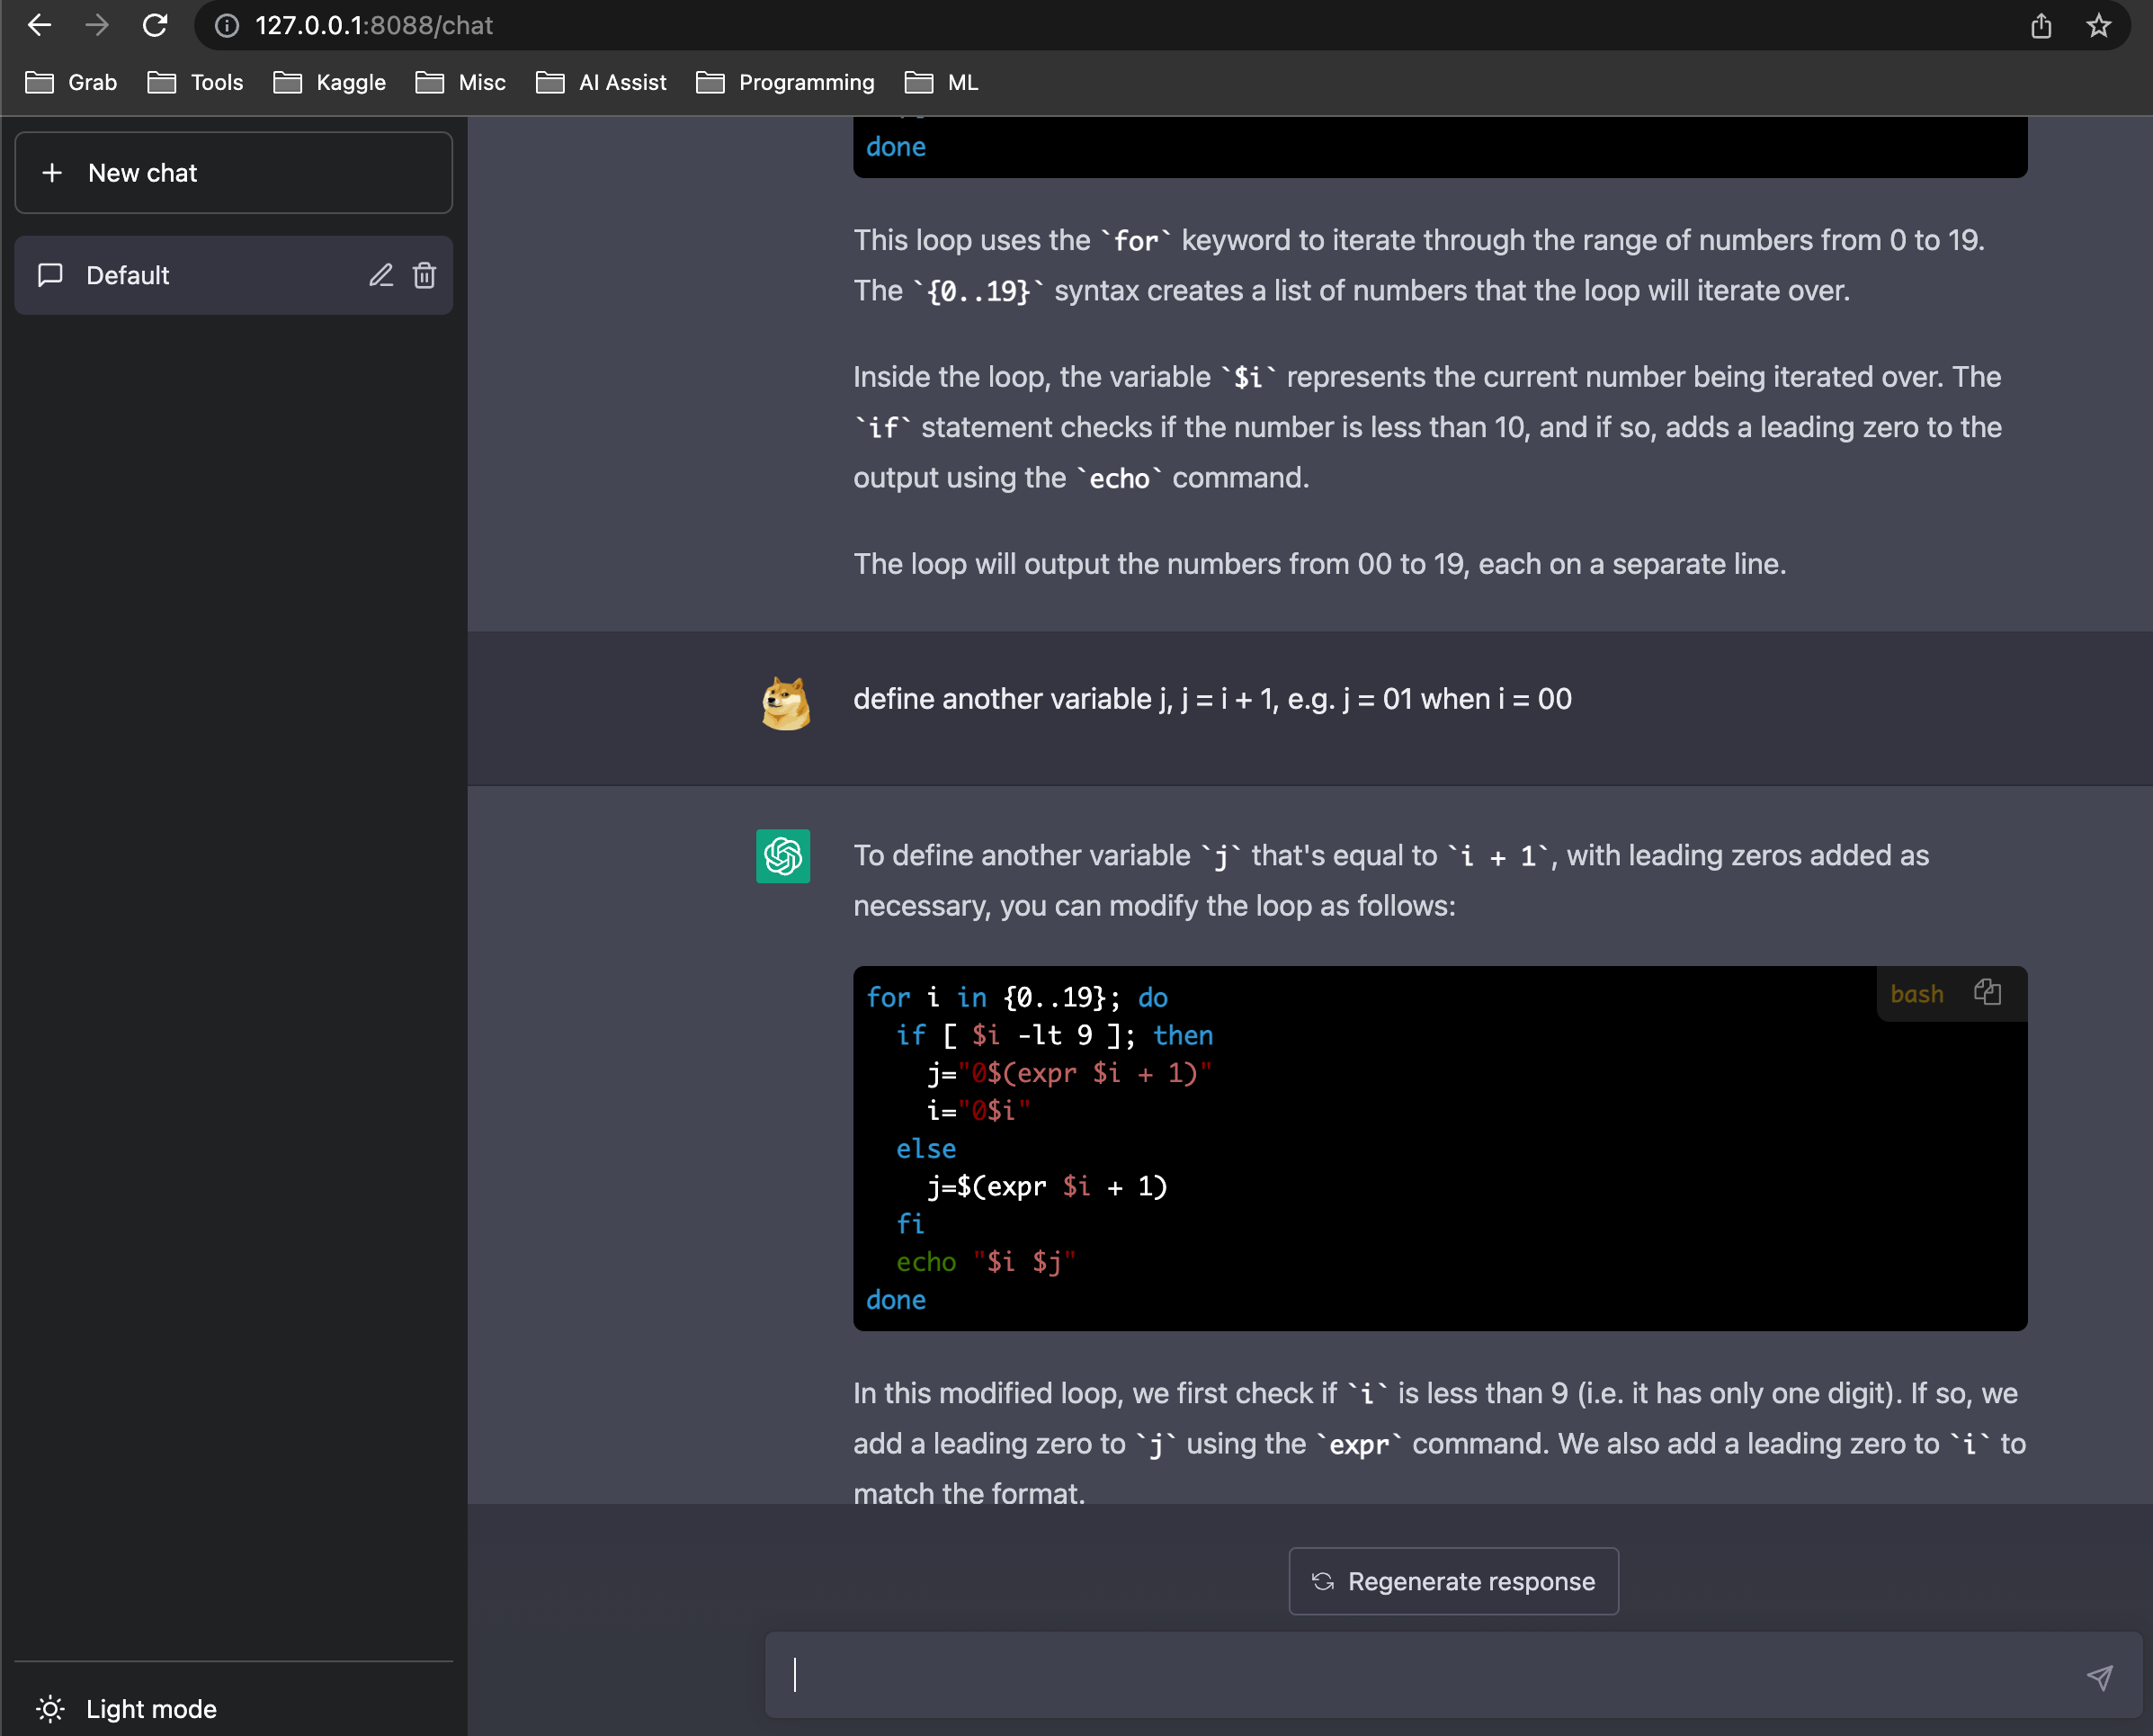 127.0.0.1:8088/chat
Grab Tools Kaggle Misc AI Assist Programming ML
+ New chat
Default
done
This loop uses the `for` keyword to iterate through the range of numbers from 0 to 19.
The `{0..19}` syntax creates a list of numbers that the loop will iterate over.
Inside the loop, the variable `$i` represents the current number being iterated over. The
`if` statement checks if the number is less than 10, and if so, adds a leading zero to the
output using the `echo` command.
The loop will output the numbers from 00 to 19, each on a separate line.
define another variable j, j = i + 1, e.g. j = 01 when i = 00
To define another variable `j` that's equal to `i + 1`, with leading zeros added as
necessary, you can modify the loop as follows:
bash
for i in {0..19}; do
  if [ $i -lt 9 ]; then
    j="0$(expr $i + 1)"
    i="0$i"
  else
    j=$(expr $i + 1)
  fi
  echo "$i $j"
done
In this modified loop, we first check if `i` is less than 9 (i.e. it has only one digit). If so, we
add a leading zero to `j` using the `expr` command. We also add a leading zero to `i` to
match the format.
Regenerate response
Light mode